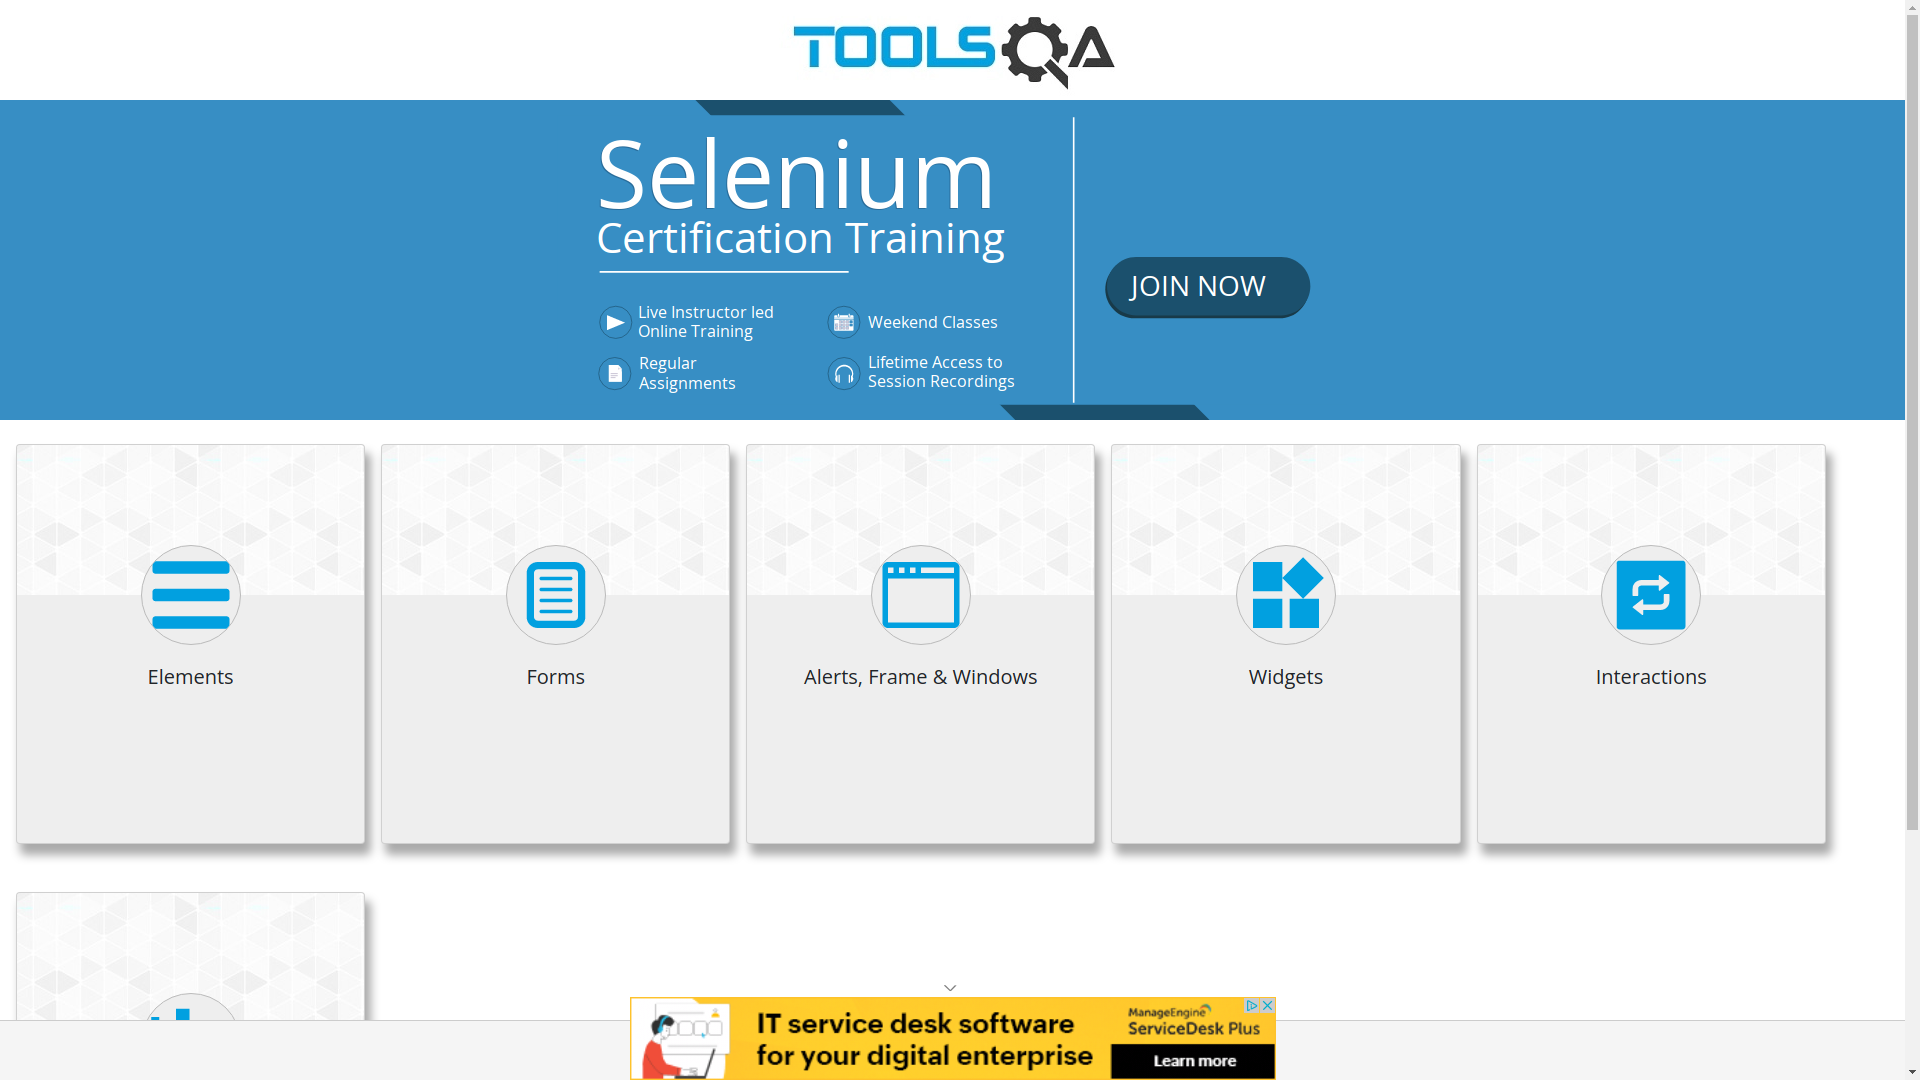 TOOLSQA
Selenium
Certification Training
JOIN NOW
Live Instructor led
Online Training
Weekend Classes
Regular
Assignments
Lifetime Access to
Session Recordings
Elements
Forms
Alerts, Frame & Windows
Widgets
Interactions
IT service desk software
for your digital enterprise
ManageEngine
ServiceDesk Plus
Learn more